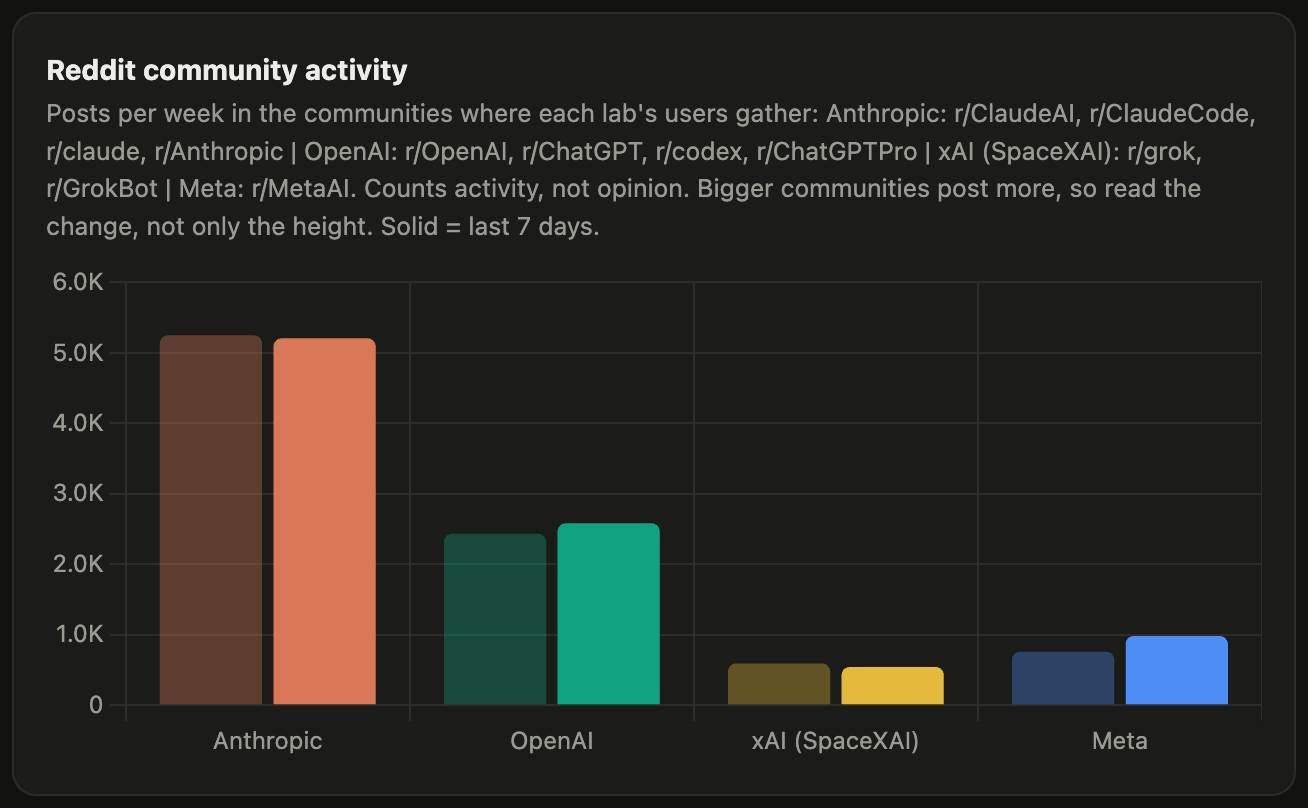 Reddit community activity
Posts per week in the communities where each lab's users gather: Anthropic: r/ClaudeAI, r/ClaudeCode,
r/claude, r/Anthropic | OpenAI: r/OpenAI, r/ChatGPT, r/codex, r/ChatGPTPro | xAI (SpaceXAI): r/grok,
r/GrokBot | Meta: r/MetaAI. Counts activity, not opinion. Bigger communities post more, so read the
change, not only the height. Solid = last 7 days.
6.0K
5.0K
4.0K
3.0K
2.0K
1.0K
0
Anthropic OpenAI xAI (SpaceXAI) Meta